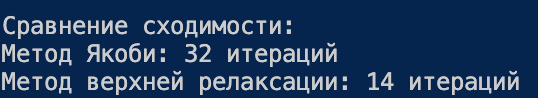 Сравнение сходимости:
Метод Якоби: 32 итераций
Метод верхней релаксации: 14 итераций